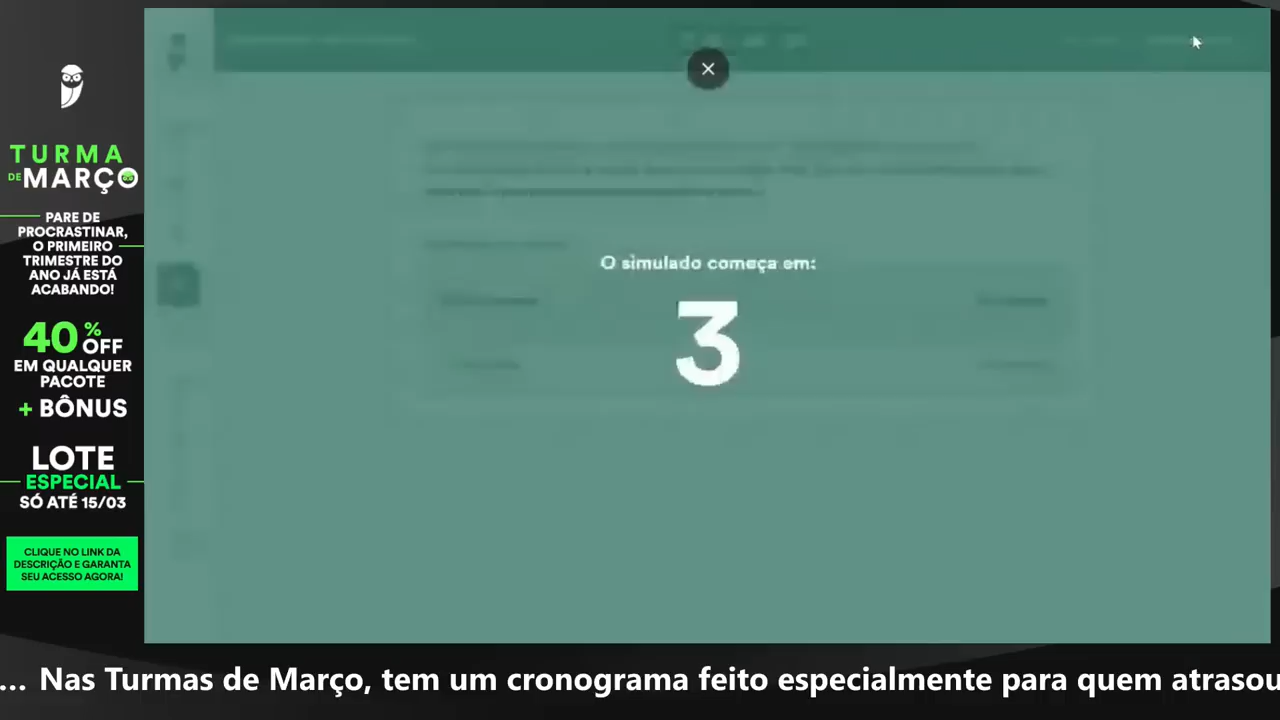 TURMA
DE MARÇO
PARE DE
PROCRASTINAR,
O PRIMEIRO
TRIMESTRE DO
ANO JÁ ESTÁ
ACABANDO!
40% OFF
EM QUALQUER
PACOTE
+ BÔNUS
LOTE
ESPECIAL
SÓ ATÉ 15/03
CLIQUE NO LINK DA
DESCRIÇÃO E GARANTA
SEU ACESSO AGORA!
O simulado começa em:
3
... Nas Turmas de Março, tem um cronograma feito especialmente para quem atrasou